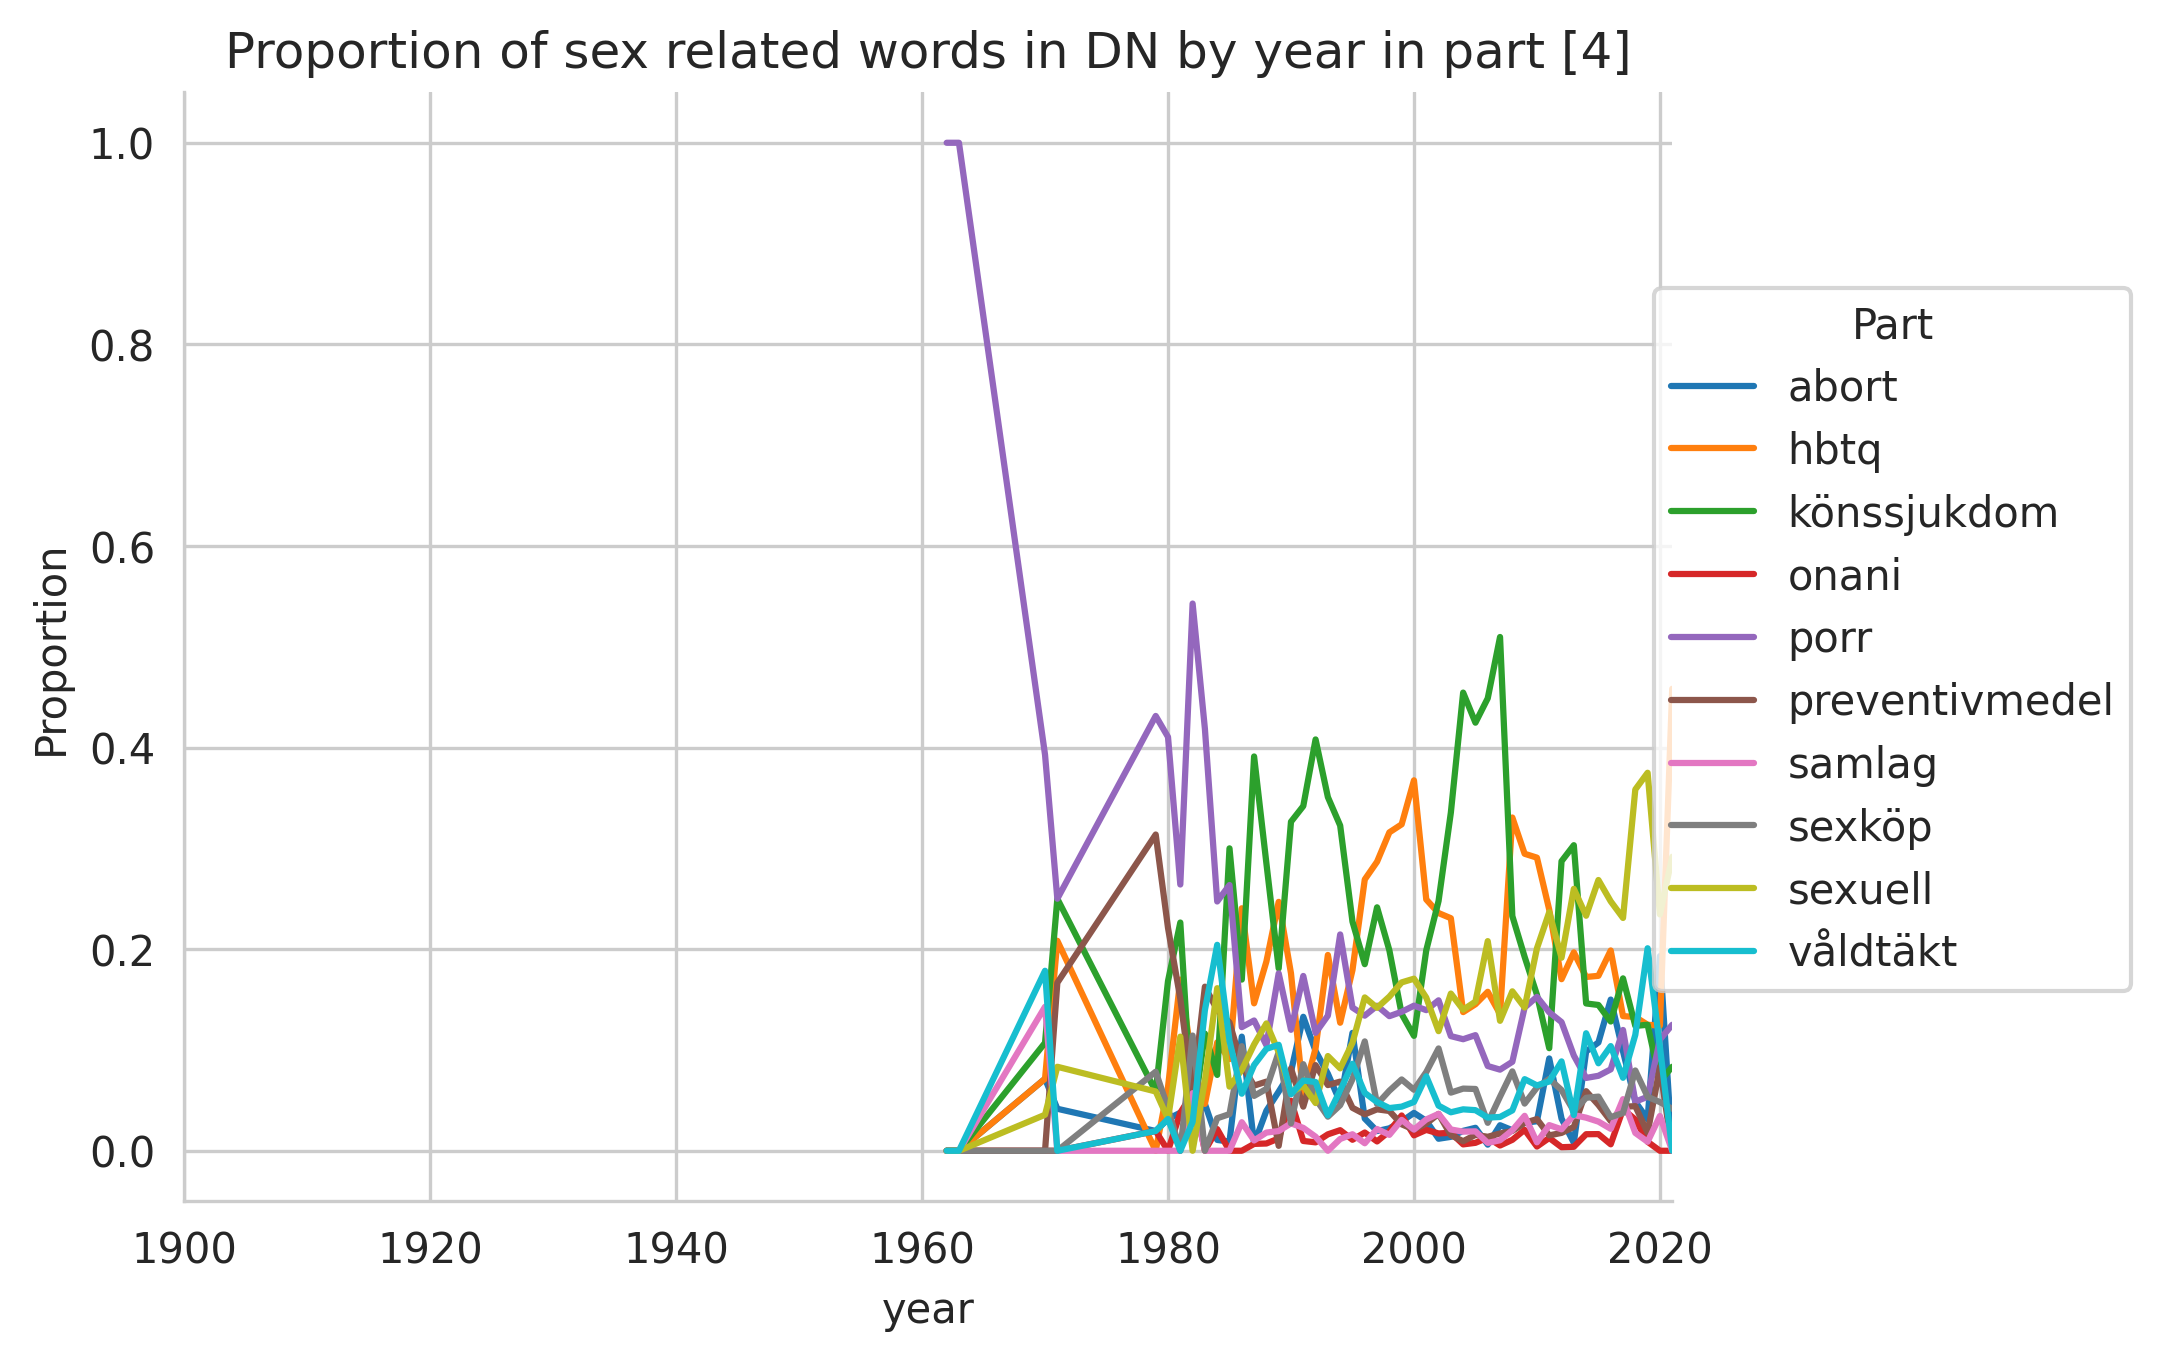 Proportion of sex related words in DN by year in part [4]
1.0
0.8
0.6
0.4
0.2
0.0
Proportion
1900 1920 1940 1960 1980 2000 2020
year
Part
abort
hbtq
könssjukdom
onani
porr
preventivmedel
samlag
sexköp
sexuell
våldtäkt